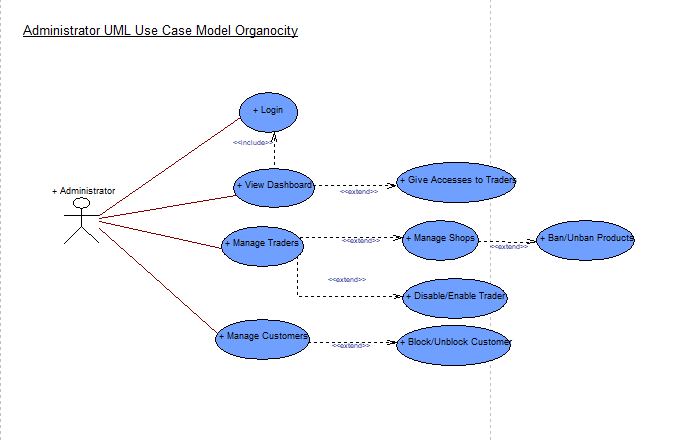 Administrator UML Use Case Model Organocity
+ Login
<<include>>
+ Administrator
+ View Dashboard
<<extend>>
+ Give Accesses to Traders
+ Manage Traders
<<extend>>
+ Manage Shops
<<extend>>
+ Ban/Unban Products
<<extend>>
+ Disable/Enable Trader
+ Manage Customers
<<extend>>
+ Block/Unblock Customer